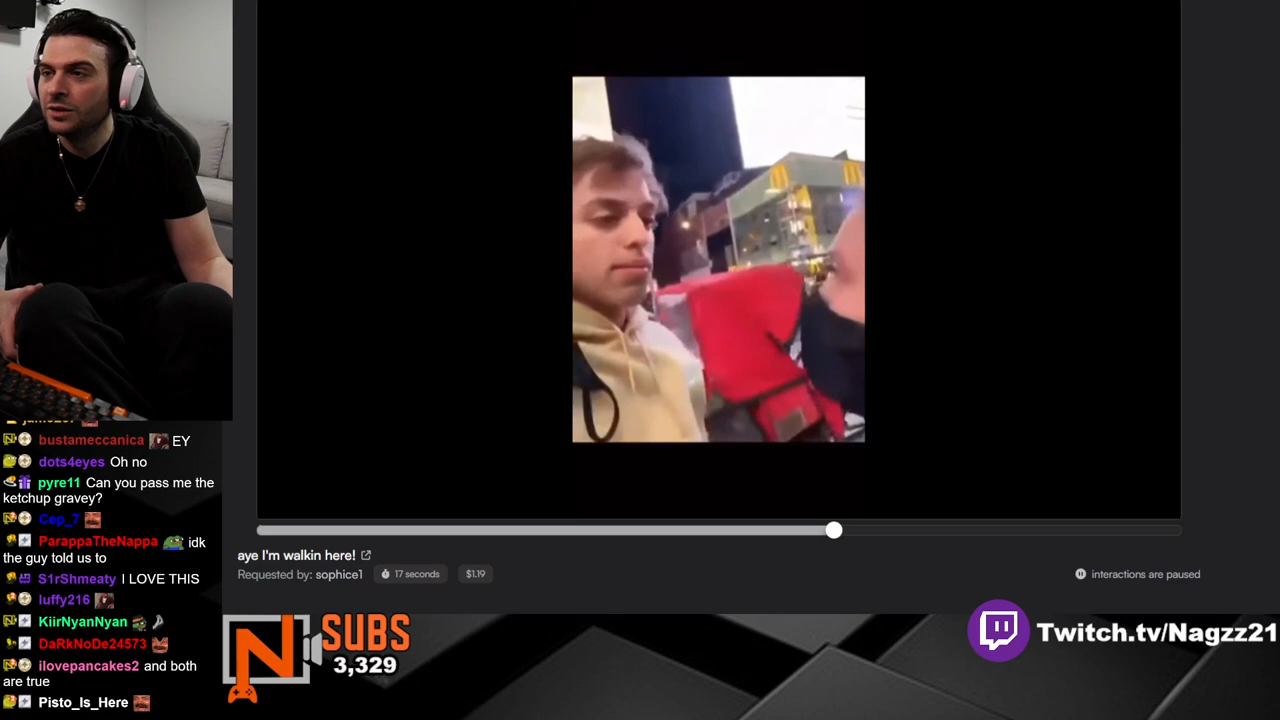 bustameccanica EY
dots4eyes Oh no
pyre11 Can you pass me the
ketchup gravey?
Cep_7
ParappaTheNappa idk
the guy told us to
S1rShmeaty I LOVE THIS
luffy216
KiirNyanNyan
DaRkNoDe24573
ilovepancakes2 and both
are true
Pisto_Is_Here
aye I'm walkin here!
Requested by: sophice1 17 seconds $1.19
interactions are paused
N SUBS
3,329
Twitch.tv/Nagzz21